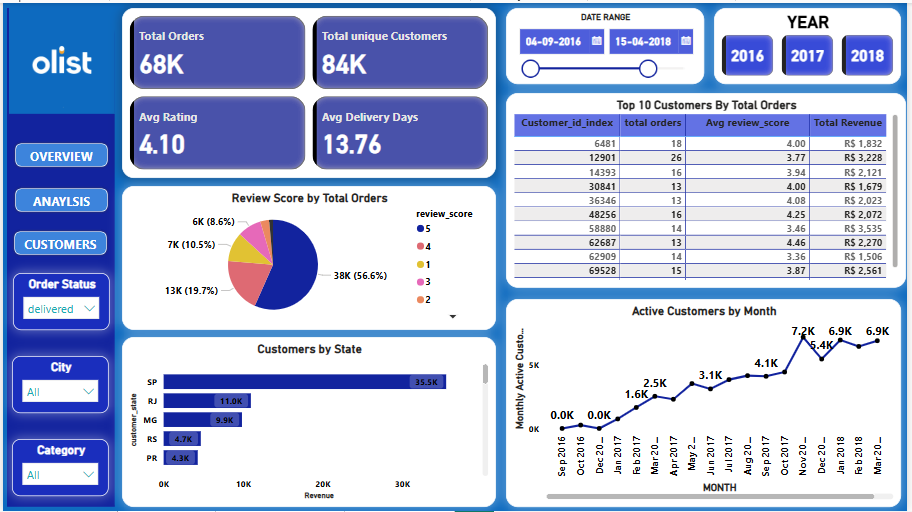 olist
OVERVIEW
ANAYLSIS
CUSTOMERS
Order Status
delivered
City
All
Category
All
Total Orders
68K
Total unique Customers
84K
Avg Rating
4.10
Avg Delivery Days
13.76
DATE RANGE
04-09-2016
15-04-2018
YEAR
2016
2017
2018
Review Score by Total Orders
6K (8.6%)
7K (10.5%)
13K (19.7%)
38K (56.6%)
review_score
5
4
1
3
2
Top 10 Customers By Total Orders
Customer_id_index total orders Avg review_score Total Revenue
6481 18 4.00 R$ 1,832
12901 26 3.77 R$ 3,228
14393 16 3.94 R$ 2,121
30841 13 4.00 R$ 1,679
36346 13 4.08 R$ 2,023
48256 16 4.25 R$ 2,072
58880 14 3.46 R$ 3,535
62687 13 4.46 R$ 2,270
62909 14 3.36 R$ 1,506
69528 15 3.87 R$ 2,561
Customers by State
customer_state
SP 35.5K
RJ 11.0K
MG 9.9K
RS 4.7K
PR 4.3K
0K 10K 20K 30K
Revenue
Active Customers by Month
Monthly Active Custo...
5K
0K
0.0K 0.0K 1.6K 2.5K 3.1K 4.1K 7.2K 5.4K 6.9K 6.9K
Sep 2016 Oct 2016 Dec 20... Jan 2017 Feb 2017 Mar 20... Apr 2017 May 2... Jun 2017 Jul 2017 Aug 20... Sep 2017 Oct 2017 Nov 20... Dec 20... Jan 2018 Feb 2018 Mar 20...
MONTH